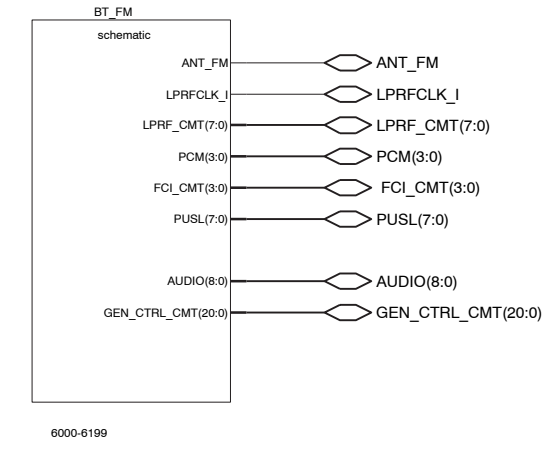 BT_FM
schematic
ANT_FM ANT_FM
LPRFCLK_I LPRFCLK_I
LPRF_CMT(7:0) LPRF_CMT(7:0)
PCM(3:0) PCM(3:0)
FCI_CMT(3:0) FCI_CMT(3:0)
PUSL(7:0) PUSL(7:0)
AUDIO(8:0) AUDIO(8:0)
GEN_CTRL_CMT(20:0) GEN_CTRL_CMT(20:0)
6000-6199